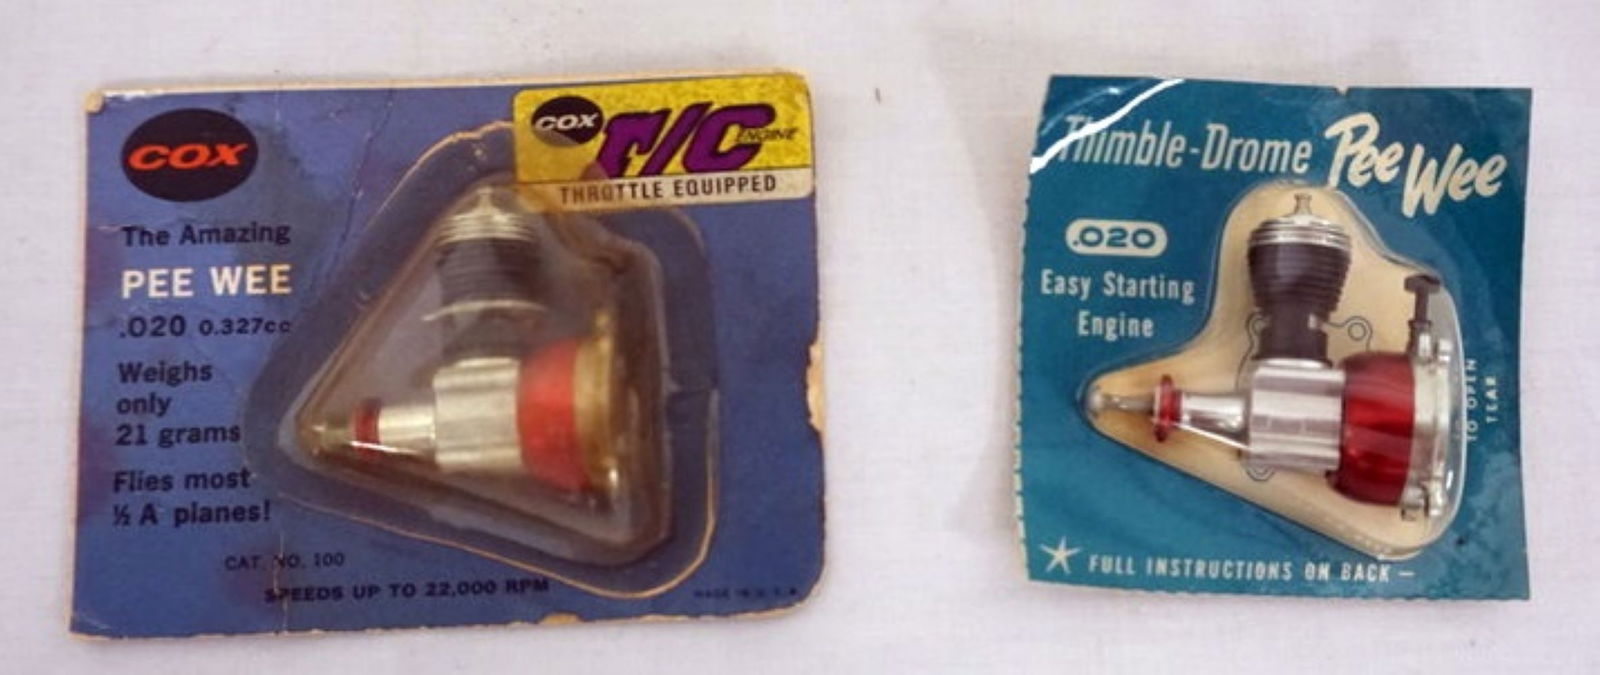 COX
COX r/c ENGINE
THROTTLE EQUIPPED
The Amazing
PEE WEE
.020 0.327cc
Weighs
only
21 grams
Flies most
½ A planes!
CAT. NO. 100
SPEEDS UP TO 22,000 RPM
MADE IN U.S.A.
Thimble-Drome Pee Wee
.020
Easy Starting
Engine
TO OPEN
TEAR
FULL INSTRUCTIONS ON BACK —